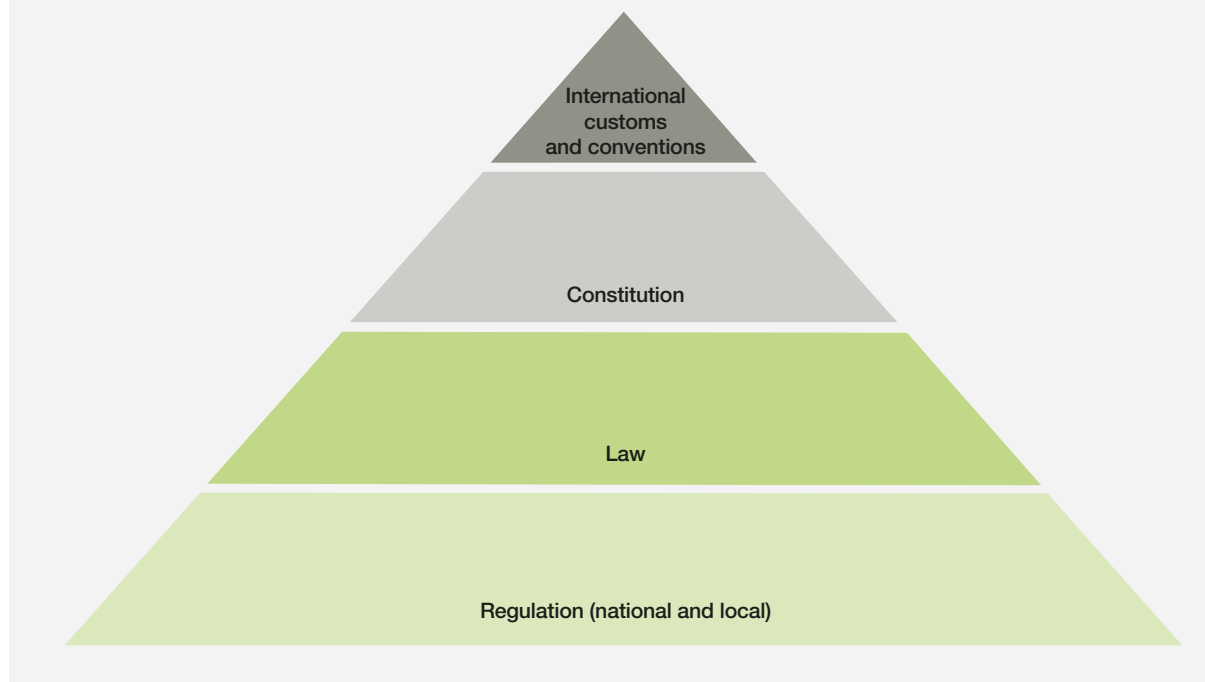 International
customs
and conventions
Constitution
Law
Regulation (national and local)